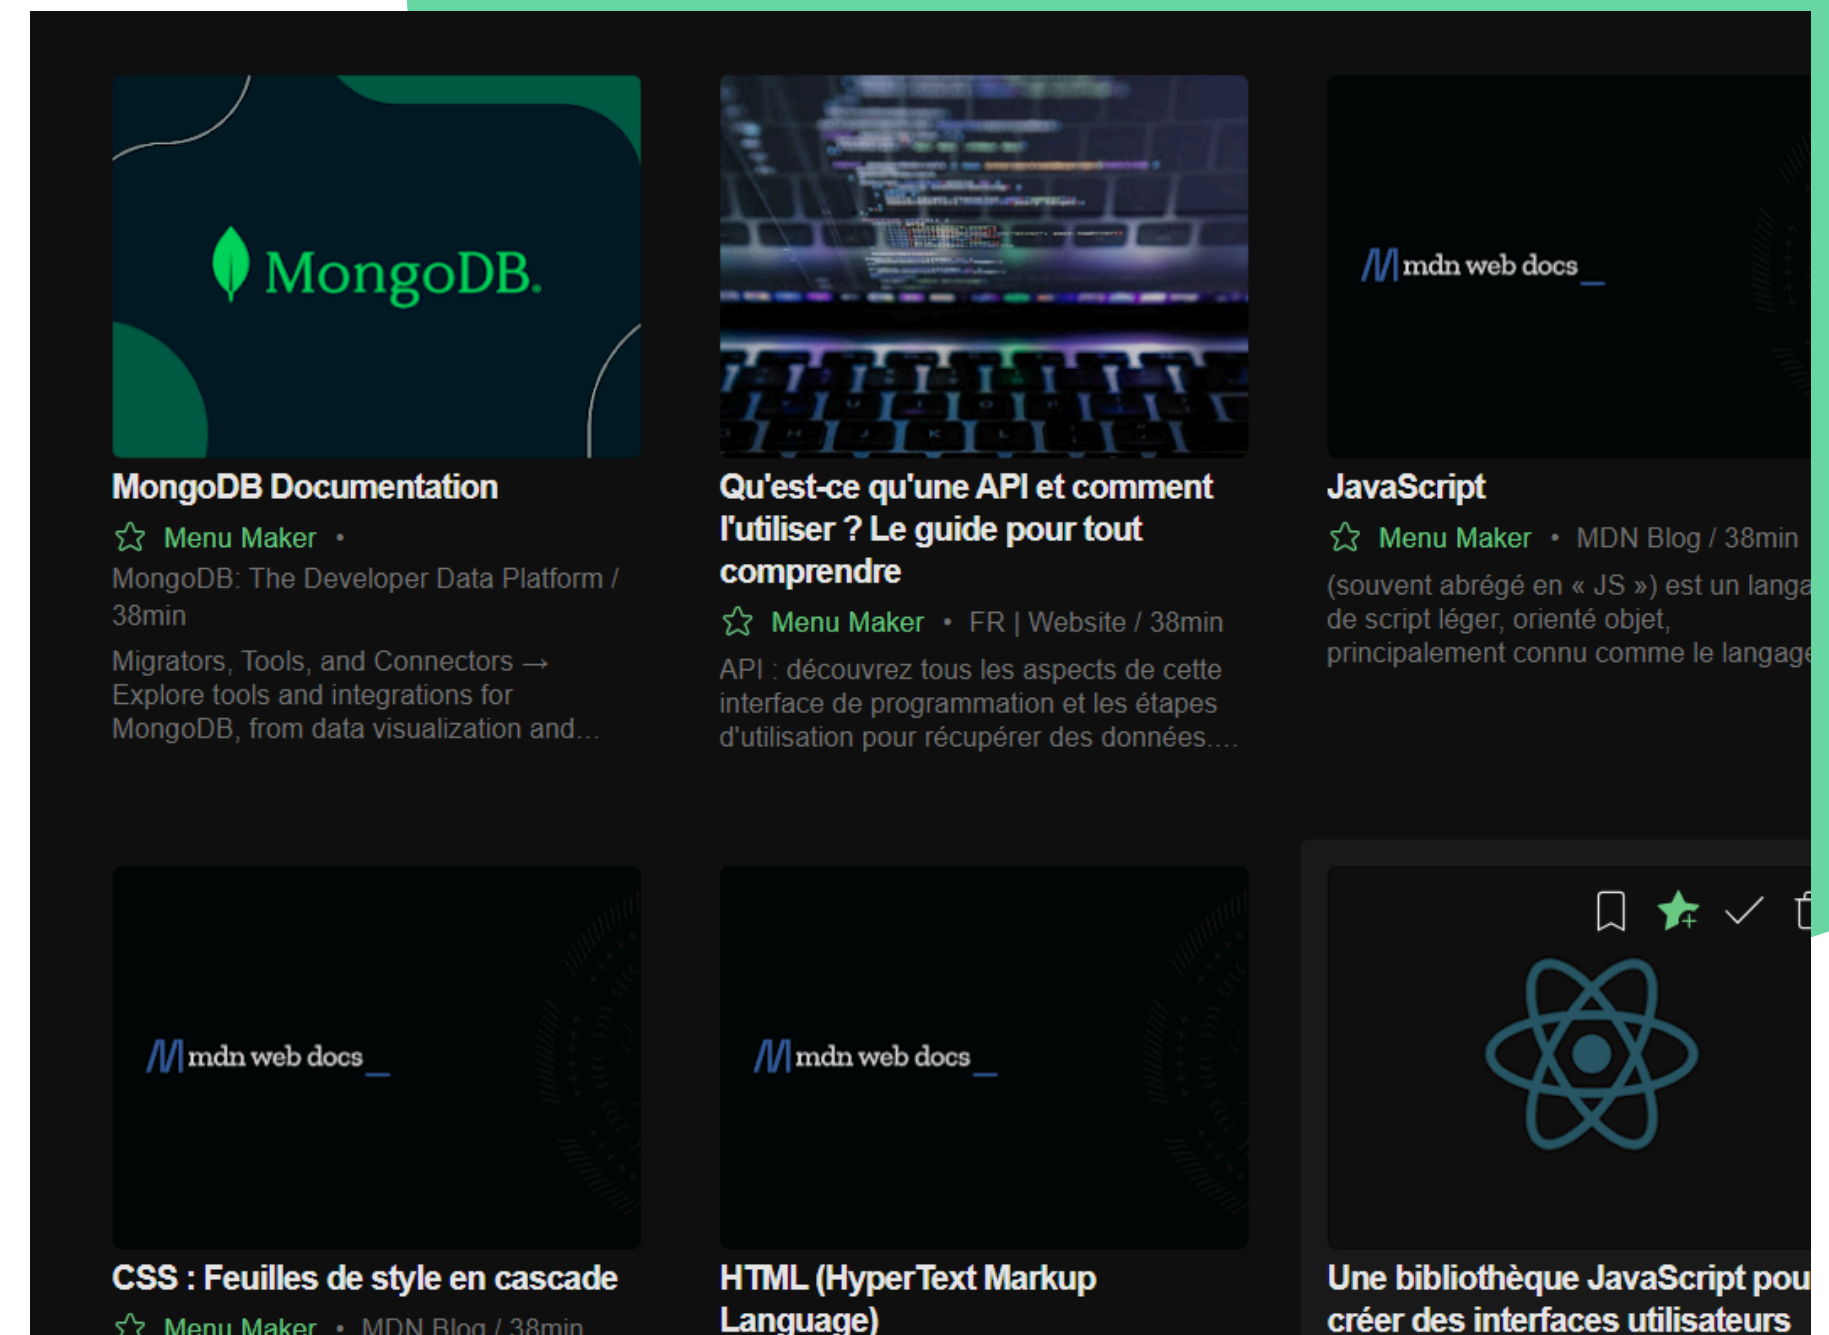 MongoDB.
MongoDB Documentation
Menu Maker •
MongoDB: The Developer Data Platform /
38min
Migrators, Tools, and Connectors →
Explore tools and integrations for
MongoDB, from data visualization and...
Qu'est-ce qu'une API et comment
l'utiliser ? Le guide pour tout
comprendre
Menu Maker • FR | Website / 38min
API : découvrez tous les aspects de cette
interface de programmation et les étapes
d'utilisation pour récupérer des données....
mdn web docs_
JavaScript
Menu Maker • MDN Blog / 38min
(souvent abrégé en « JS ») est un langa
de script léger, orienté objet,
principalement connu comme le langage
mdn web docs_
CSS : Feuilles de style en cascade
Menu Maker • MDN Blog / 38min
mdn web docs_
HTML (HyperText Markup
Language)
Une bibliothèque JavaScript pou
créer des interfaces utilisateurs